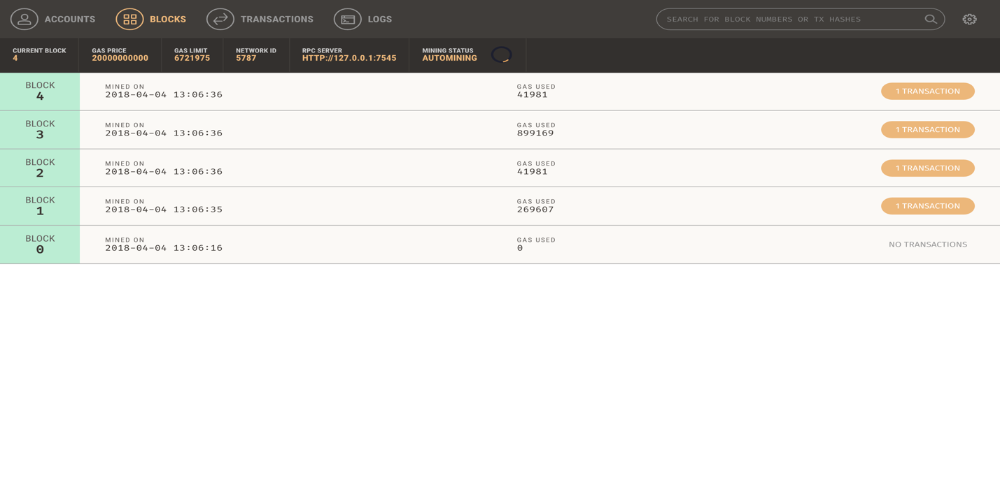 ACCOUNTS BLOCKS TRANSACTIONS LOGS SEARCH FOR BLOCK NUMBERS OR TX HASHES
CURRENT BLOCK GAS PRICE GAS LIMIT NETWORK ID RPC SERVER MINING STATUS
4 20000000000 6721975 5787 HTTP://127.0.0.1:7545 AUTOMINING
BLOCK MINED ON GAS USED
4 2018-04-04 13:06:36 41981 1 TRANSACTION
BLOCK MINED ON GAS USED
3 2018-04-04 13:06:36 899169 1 TRANSACTION
BLOCK MINED ON GAS USED
2 2018-04-04 13:06:36 41981 1 TRANSACTION
BLOCK MINED ON GAS USED
1 2018-04-04 13:06:35 269607 1 TRANSACTION
BLOCK MINED ON GAS USED
0 2018-04-04 13:06:16 0 NO TRANSACTIONS